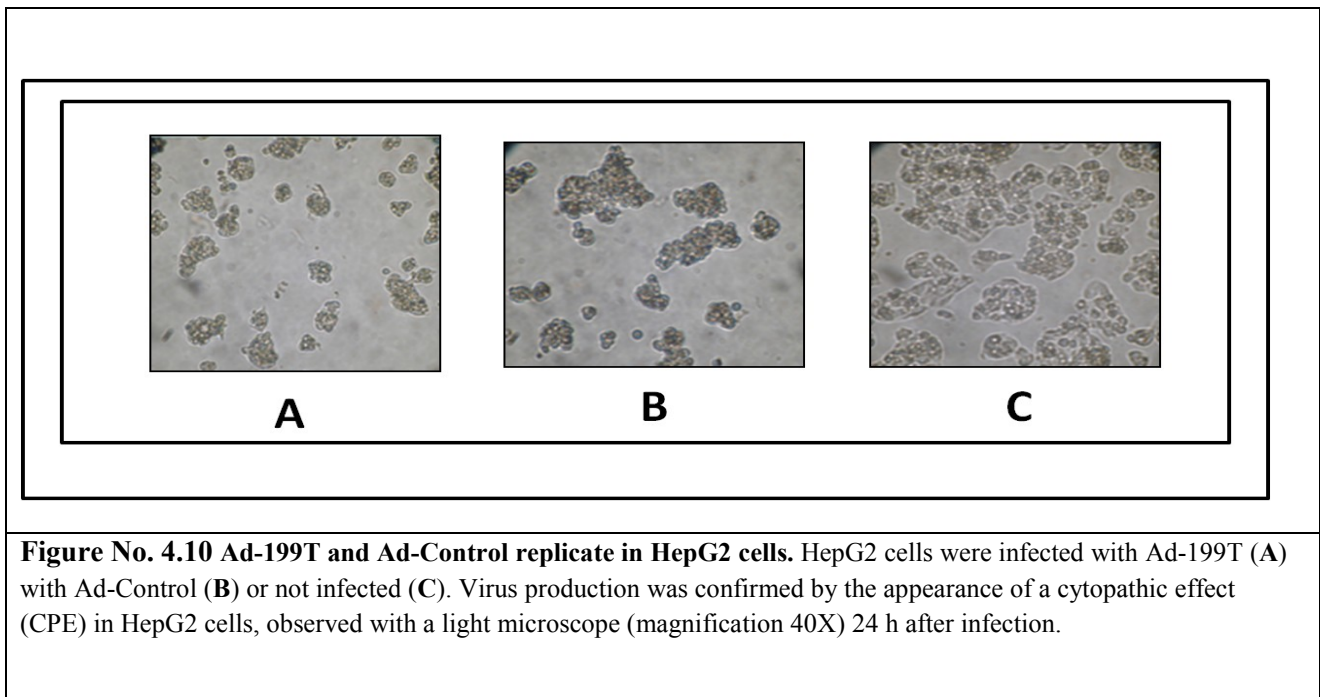 A
B
C
Figure No. 4.10 Ad-199T and Ad-Control replicate in HepG2 cells. HepG2 cells were infected with Ad-199T (A)
with Ad-Control (B) or not infected (C). Virus production was confirmed by the appearance of a cytopathic effect
(CPE) in HepG2 cells, observed with a light microscope (magnification 40X) 24 h after infection.